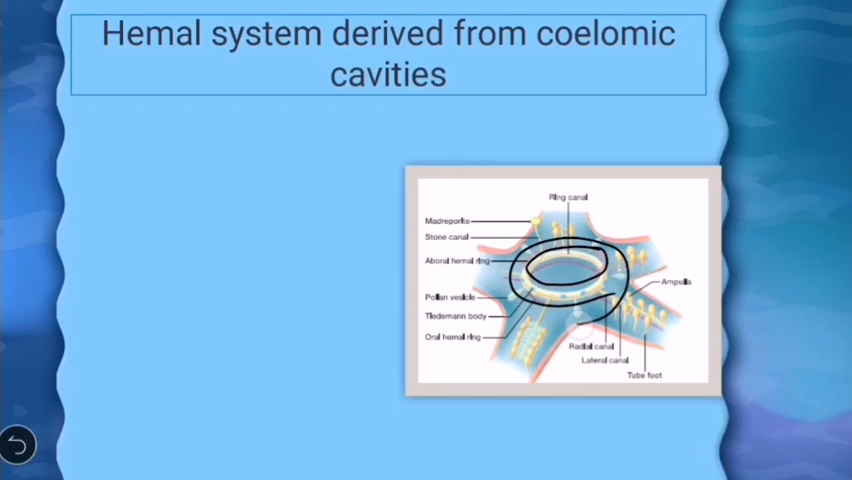 Hemal system derived from coelomic
cavities
Ring canal
Madreporite
Stone canal
Aboral hemal ring
Ampulla
Polian vesicle
Tiedemann body
Oral hemal ring
Radial canal
Lateral canal
Tube foot